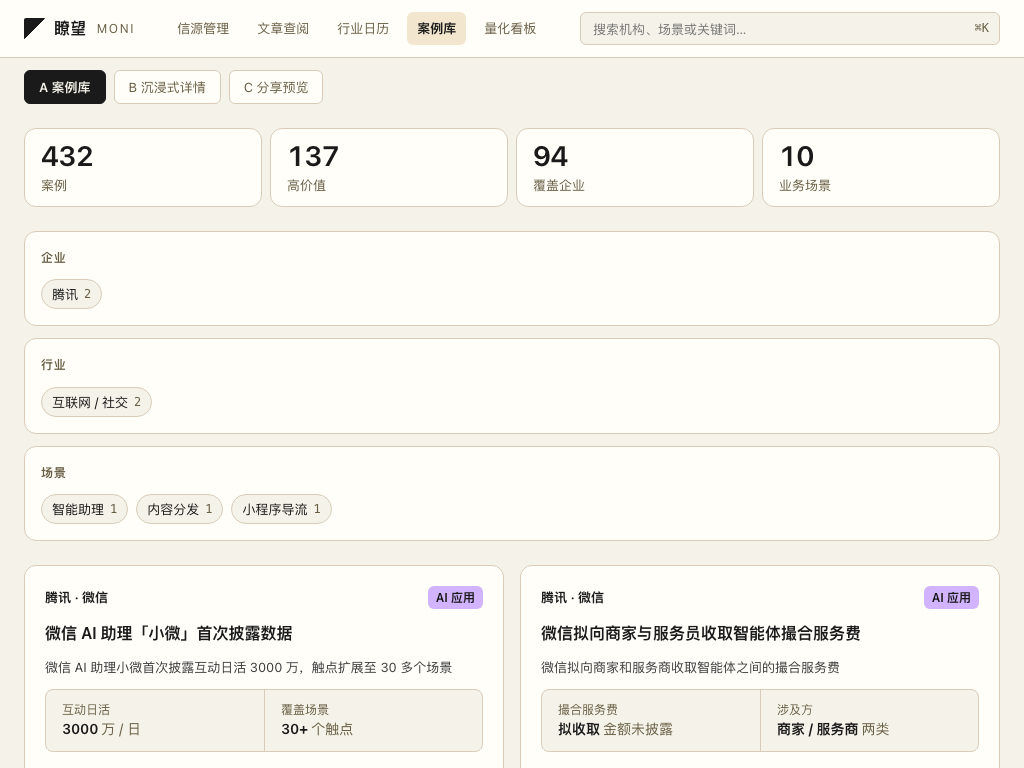 瞭望 MONI 信源管理 文章查阅 行业日历 案例库 量化看板 搜索机构、场景或关键词... ⌘K
A 案例库 B 沉浸式详情 C 分享预览
432 137 94 10
案例 高价值 覆盖企业 业务场景
企业
腾讯 2
行业
互联网 / 社交 2
场景
智能助理 1 内容分发 1 小程序导流 1
腾讯 · 微信 AI 应用
微信 AI 助理「小微」首次披露数据
微信 AI 助理小微首次披露互动日活 3000 万，触点扩展至 30 多个场景
互动日活 覆盖场景
3000 万 / 日 30+ 个触点
腾讯 · 微信 AI 应用
微信拟向商家与服务员收取智能体撮合服务费
微信拟向商家和服务商收取智能体之间的撮合服务费
撮合服务费 涉及方
拟收取 金额未披露 商家 / 服务商 两类